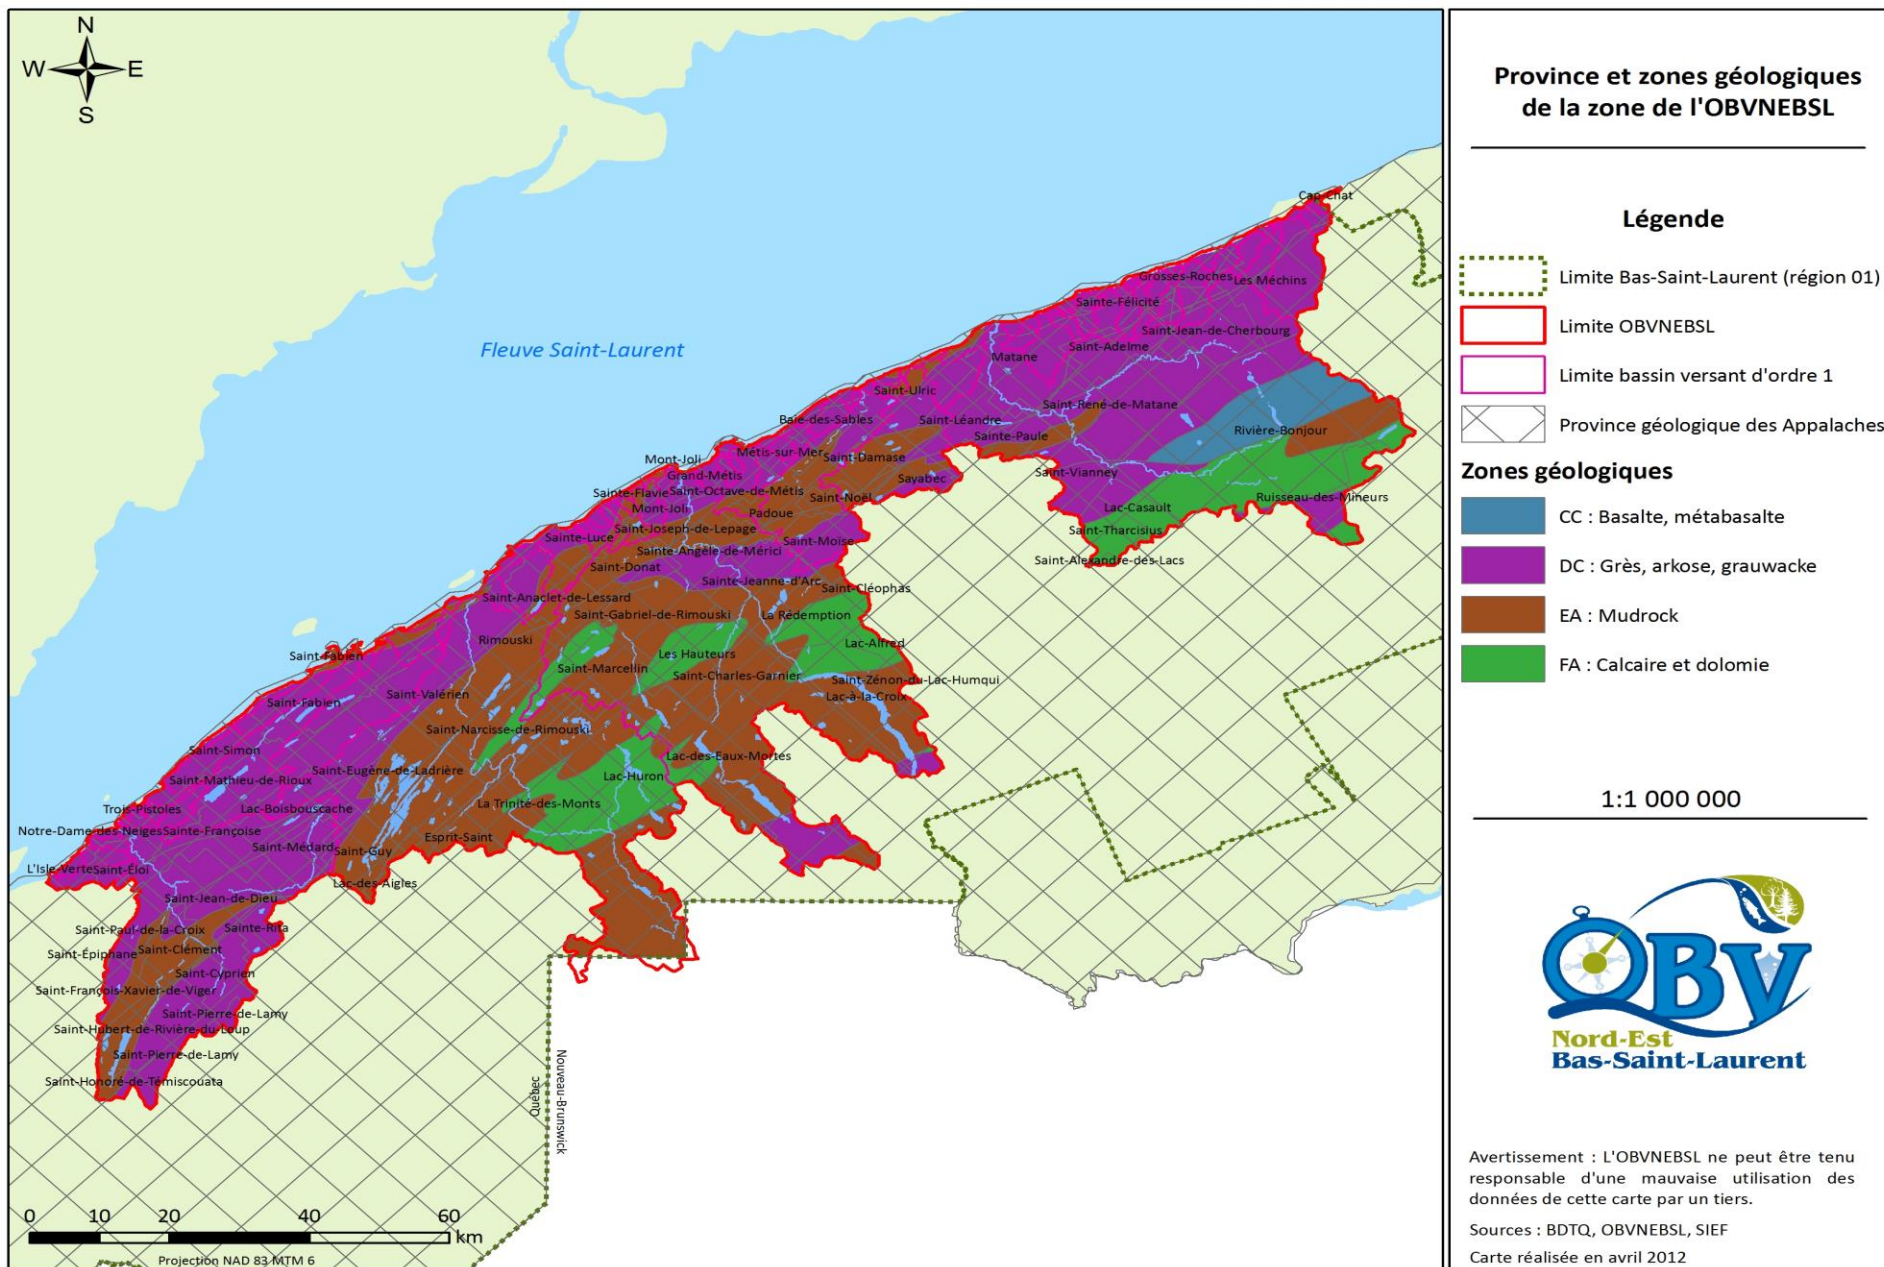 N
W
E
S
Fleuve Saint-Laurent
Cap-Chat
Grosses-Roches
Les Méchins
Sainte-Félicité
Saint-Jean-de-Cherbourg
Saint-Adelme
Matane
Saint-Ulric
Saint-René-de-Matane
Baie-des-Sables
Saint-Léandre
Rivière-Bonjour
Sainte-Paule
Métis-sur-Mer
Saint-Damase
Mont-Joli
Grand-Métis
Saint-Vianney
Sayabec
Sainte-Flavie
Saint-Octave-de-Métis
Saint-Noël
Ruisseau-des-Mineurs
Mont-Joli
Padoue
Lac-Casault
Saint-Joseph-de-Lepage
Saint-Tharcisius
Sainte-Luce
Saint-Moïse
Sainte-Angèle-de-Mérici
Saint-Alexandre-des-Lacs
Saint-Donat
Sainte-Jeanne-d'Arc
Saint-Cléophas
Saint-Anaclet-de-Lessard
Saint-Gabriel-de-Rimouski
La Rédemption
Rimouski
Lac-Alfred
Saint-Fabien
Les Hauteurs
Saint-Marcellin
Saint-Charles-Garnier
Saint-Zénon-du-Lac-Humqui
Saint-Valérien
Lac-à-la-Croix
Saint-Fabien
Saint-Narcisse-de-Rimouski
Saint-Simon
Lac-des-Eaux-Mortes
Saint-Eugène-de-Ladrière
Lac-Huron
Saint-Mathieu-de-Rioux
La Trinité-des-Monts
Trois-Pistoles
Lac-Boisbouscache
Notre-Dame-des-Neiges
Sainte-Françoise
Esprit-Saint
Saint-Médard
Saint-Guy
L'Isle-Verte
Saint-Éloi
Lac-des-Aigles
Saint-Jean-de-Dieu
Saint-Paul-de-la-Croix
Sainte-Rita
Saint-Épiphane
Saint-Clément
Saint-Cyprien
Saint-François-Xavier-de-Viger
Saint-Pierre-de-Lamy
Saint-Hubert-de-Rivière-du-Loup
Saint-Pierre-de-Lamy
Saint-Honoré-de-Témiscouata
Québec
Nouveau-Brunswick
0 10 20 40 60
km
Projection NAD 83 MTM 6
Province et zones géologiques
de la zone de l'OBVNEBSL
Légende
Limite Bas-Saint-Laurent (région 01)
Limite OBVNEBSL
Limite bassin versant d'ordre 1
Province géologique des Appalaches
Zones géologiques
CC : Basalte, métabasalte
DC : Grès, arkose, grauwacke
EA : Mudrock
FA : Calcaire et dolomie
1:1 000 000
OBV
Nord-Est
Bas-Saint-Laurent
Avertissement : L'OBVNEBSL ne peut être tenu
responsable d'une mauvaise utilisation des
données de cette carte par un tiers.
Sources : BDTQ, OBVNEBSL, SIEF
Carte réalisée en avril 2012